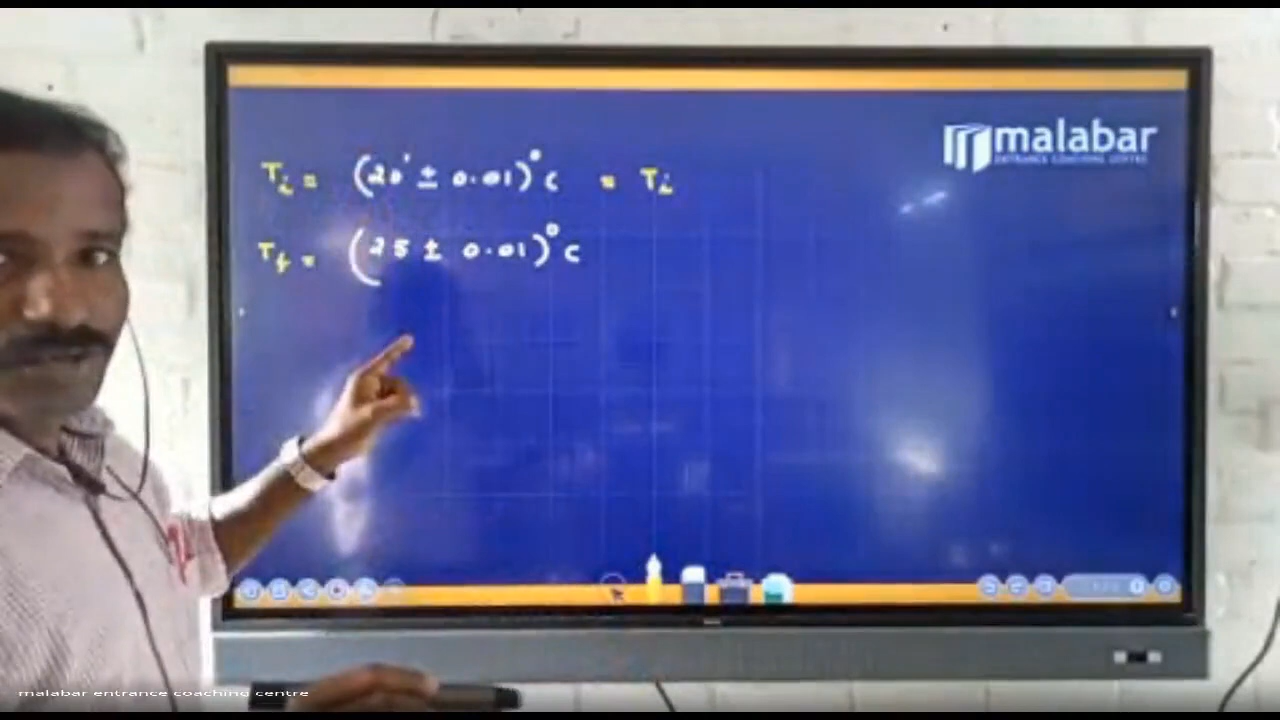 malabar
ENTRANCE COACHING CENTRE
Ti = (20 ± 0.01)°C = Ti
Tf = (25 ± 0.01)°C
malabar entrance coaching centre